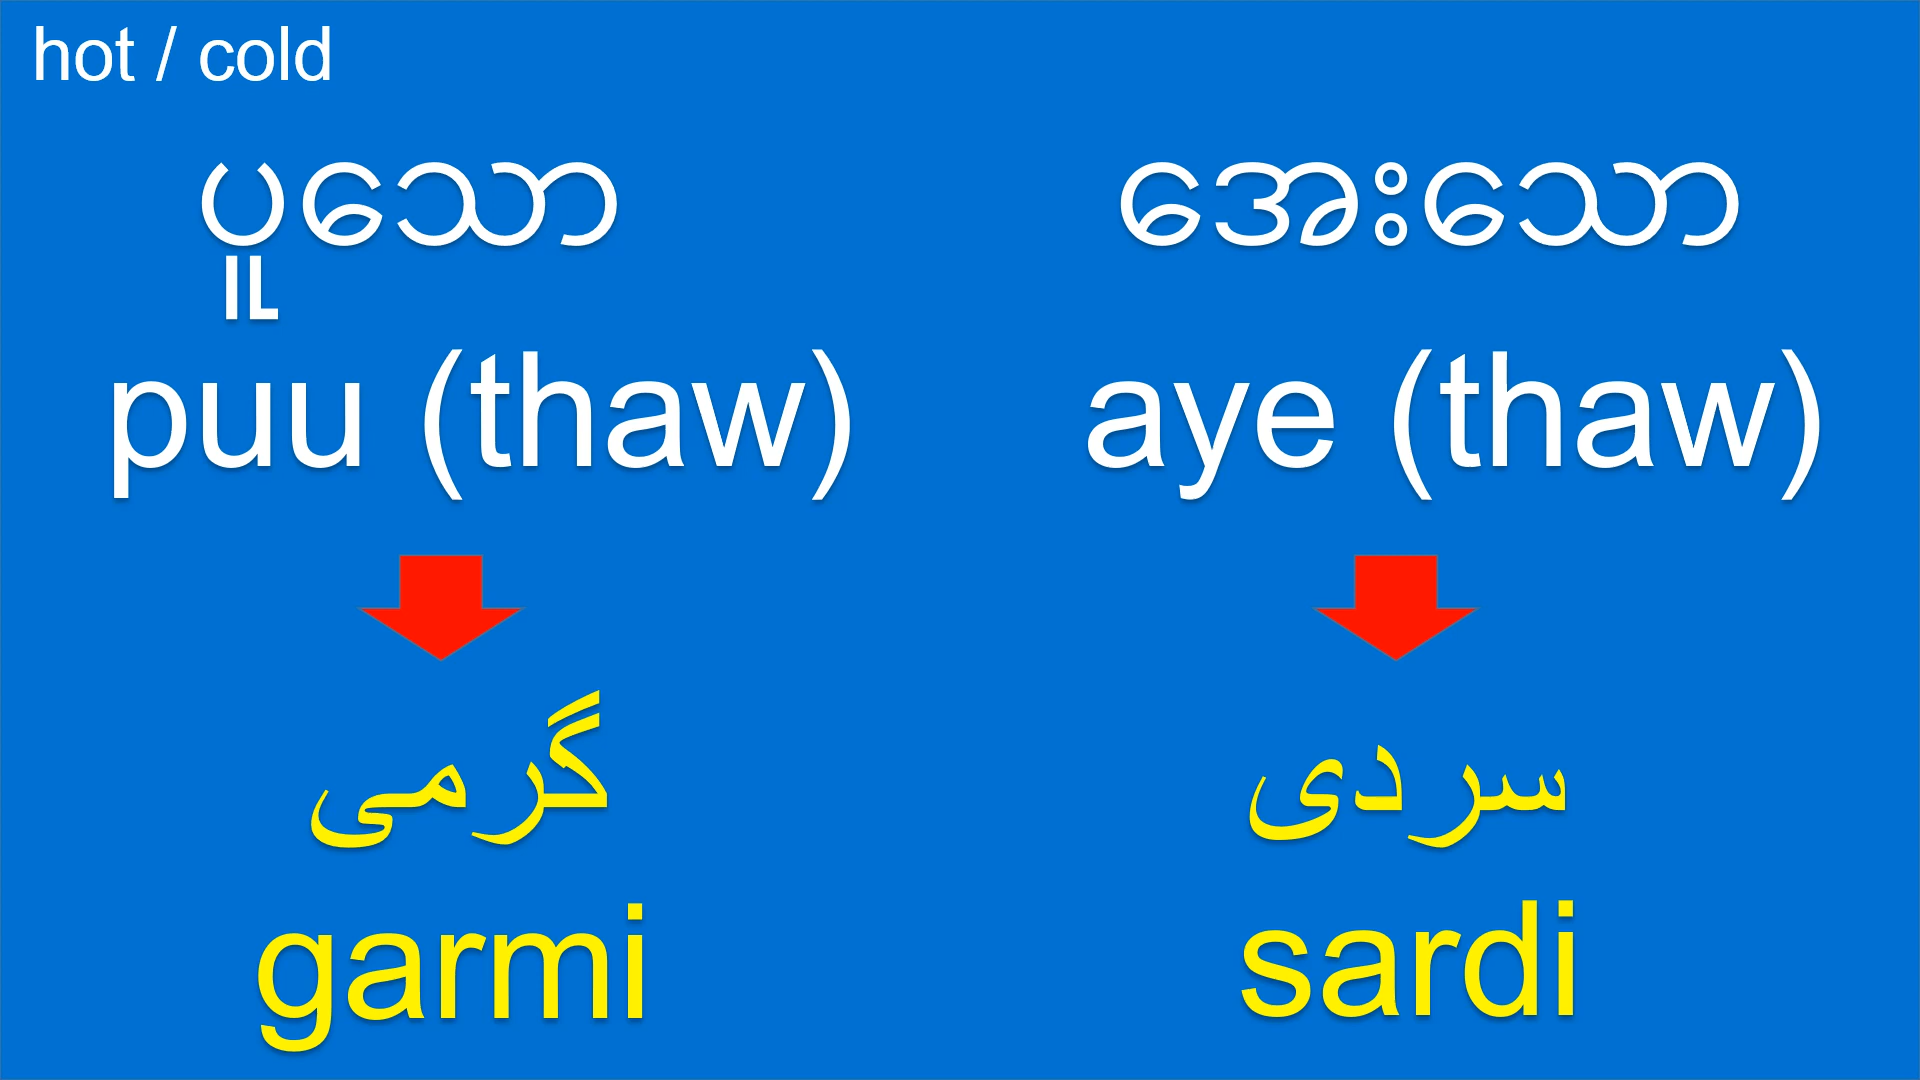 hot / cold
ပူသော အေးသော
puu (thaw) aye (thaw)
گرمی سردی
garmi sardi